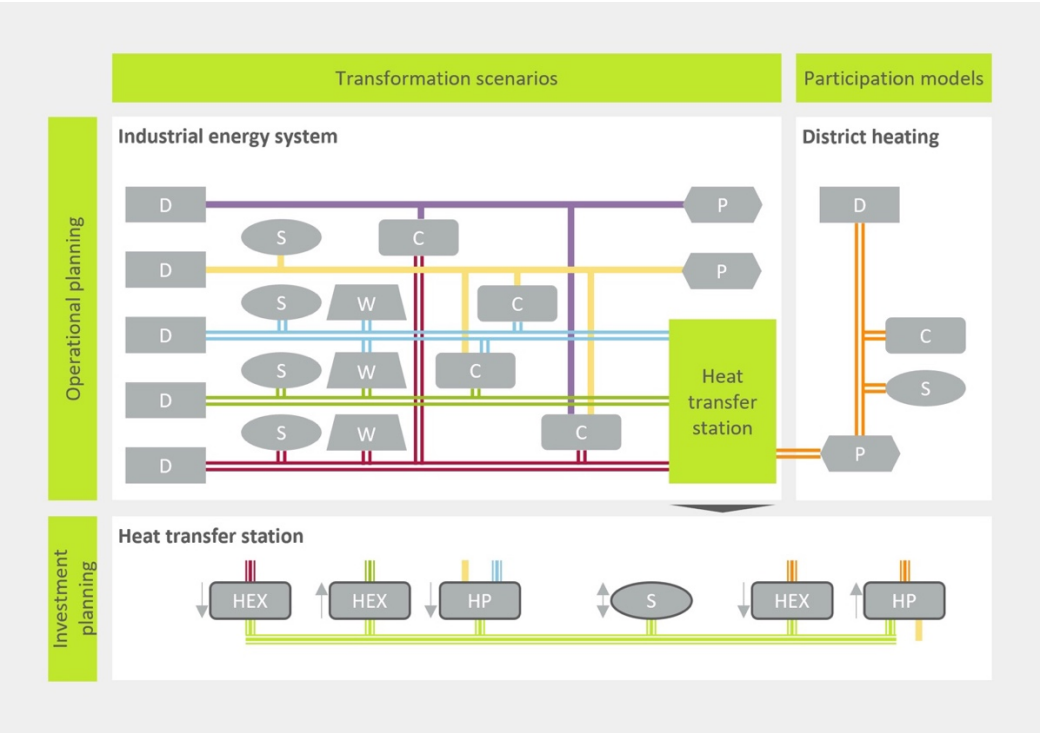 Transformation scenarios
Participation models
Operational planning
Industrial energy system
District heating
D
P
D
S
C
D
P
S
W
C
D
C
S
W
C
Heat
transfer
station
D
S
S
W
C
D
P
Investment
planning
Heat transfer station
HEX
HEX
HP
S
HEX
HP